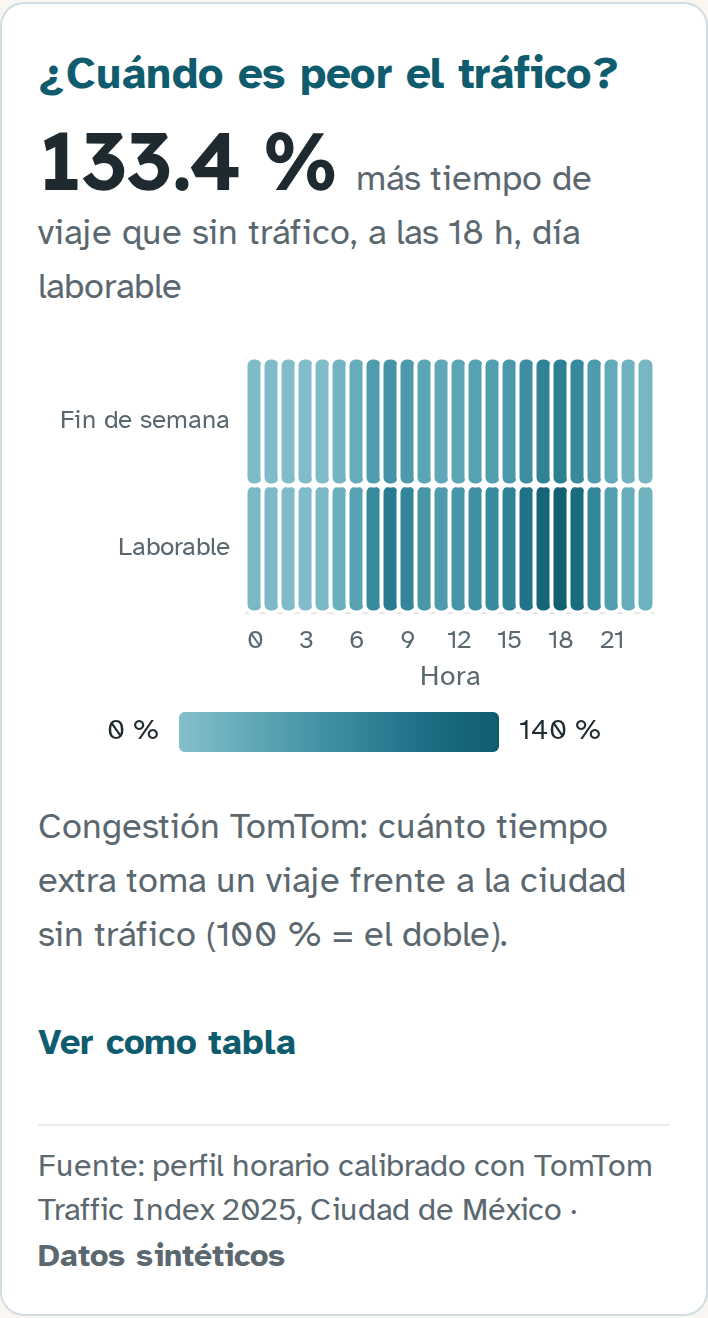 ¿Cuándo es peor el tráfico?
133.4 % más tiempo de
viaje que sin tráfico, a las 18 h, día
laborable
Fin de semana
Laborable
0 3 6 9 12 15 18 21
Hora
0 % 140 %
Congestión TomTom: cuánto tiempo
extra toma un viaje frente a la ciudad
sin tráfico (100 % = el doble).
Ver como tabla
Fuente: perfil horario calibrado con TomTom
Traffic Index 2025, Ciudad de México ·
Datos sintéticos